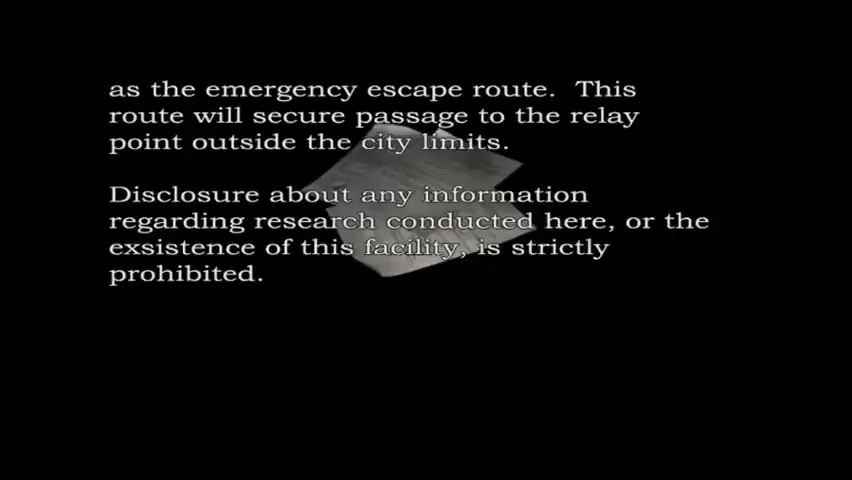 as the emergency escape route.  This
route will secure passage to the relay
point outside the city limits.
Disclosure about any information
regarding research conducted here, or the
exsistence of this facility, is strictly
prohibited.